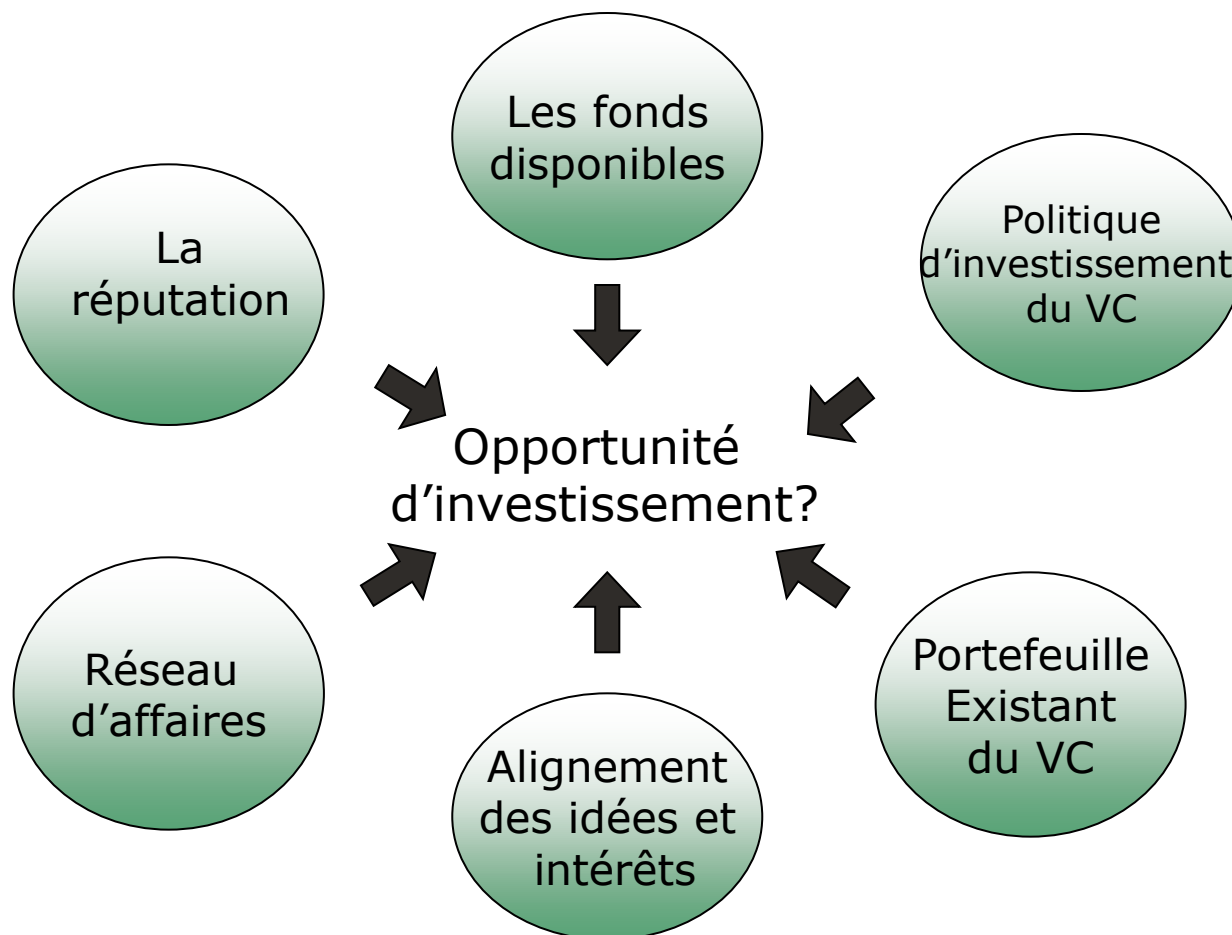 Les fonds
disponibles
La
réputation
Politique
d’investissement
du VC
Opportunité
d’investissement?
Réseau
d’affaires
Portefeuille
Existant
du VC
Alignement
des idées et
intérêts